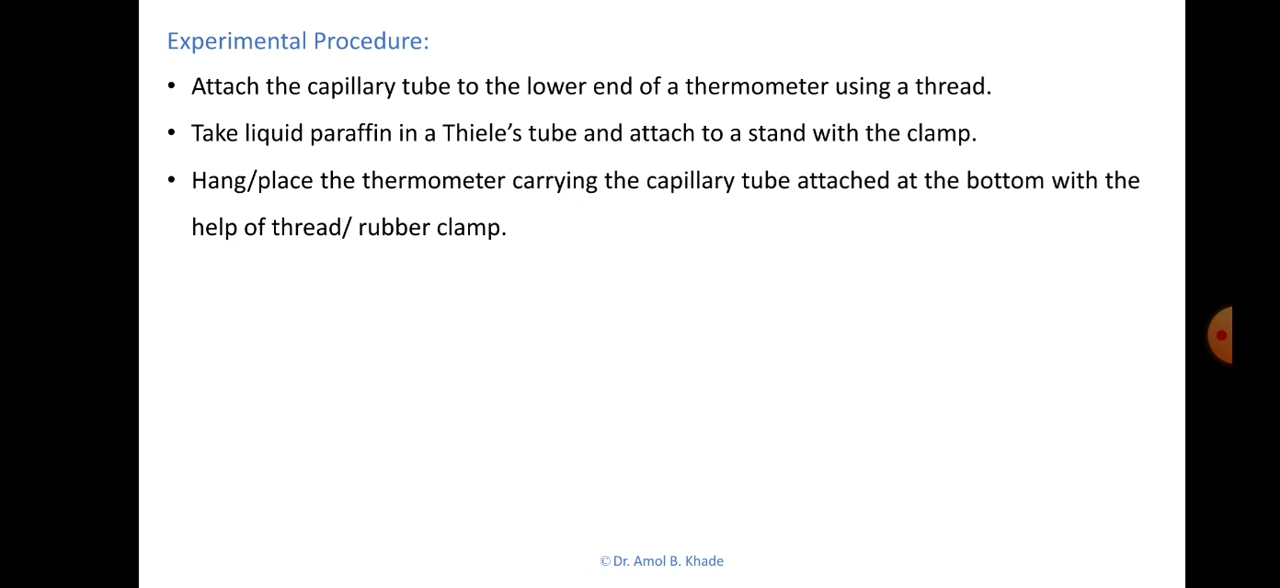 Experimental Procedure:
• Attach the capillary tube to the lower end of a thermometer using a thread.
• Take liquid paraffin in a Thiele’s tube and attach to a stand with the clamp.
• Hang/place the thermometer carrying the capillary tube attached at the bottom with the
help of thread/ rubber clamp.
© Dr. Amol B. Khade